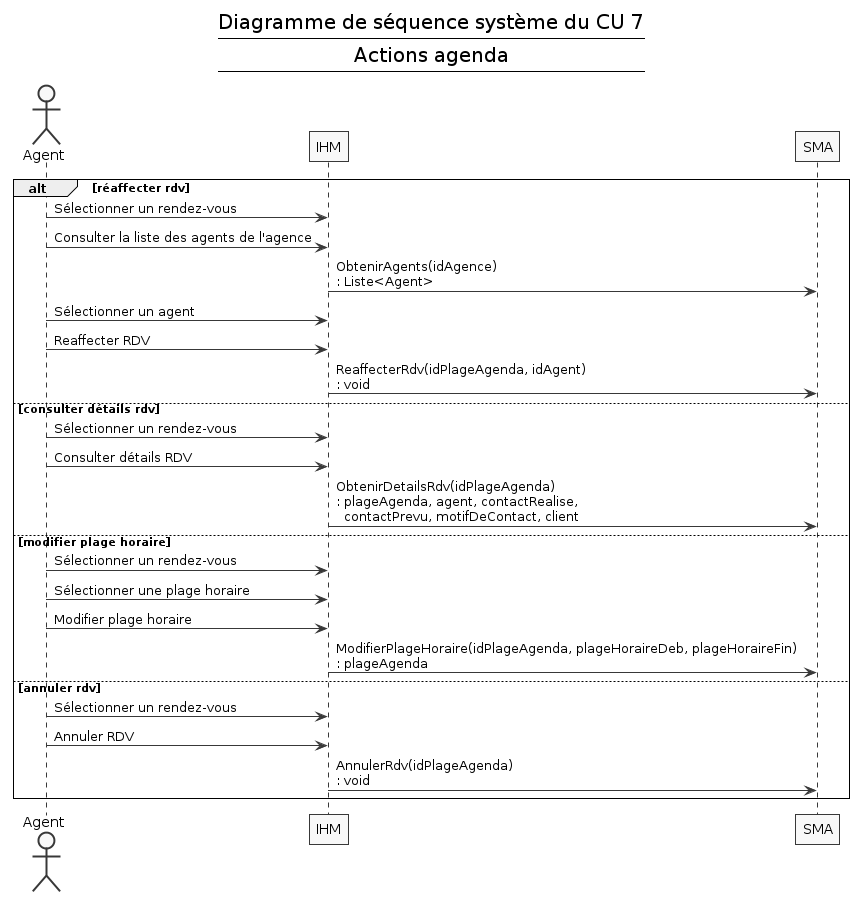 Diagramme de séquence système du CU 7
Actions agenda
Agent
IHM
SMA
alt [réaffecter rdv]
Sélectionner un rendez-vous
Consulter la liste des agents de l'agence
ObtenirAgents(idAgence)
: Liste<Agent>
Sélectionner un agent
Reaffecter RDV
ReaffecterRdv(idPlageAgenda, idAgent)
: void
[consulter détails rdv]
Sélectionner un rendez-vous
Consulter détails RDV
ObtenirDetailsRdv(idPlageAgenda)
: plageAgenda, agent, contactRealise,
contactPrevu, motifDeContact, client
[modifier plage horaire]
Sélectionner un rendez-vous
Sélectionner une plage horaire
Modifier plage horaire
ModifierPlageHoraire(idPlageAgenda, plageHoraireDeb, plageHoraireFin)
: plageAgenda
[annuler rdv]
Sélectionner un rendez-vous
Annuler RDV
AnnulerRdv(idPlageAgenda)
: void
Agent
IHM
SMA